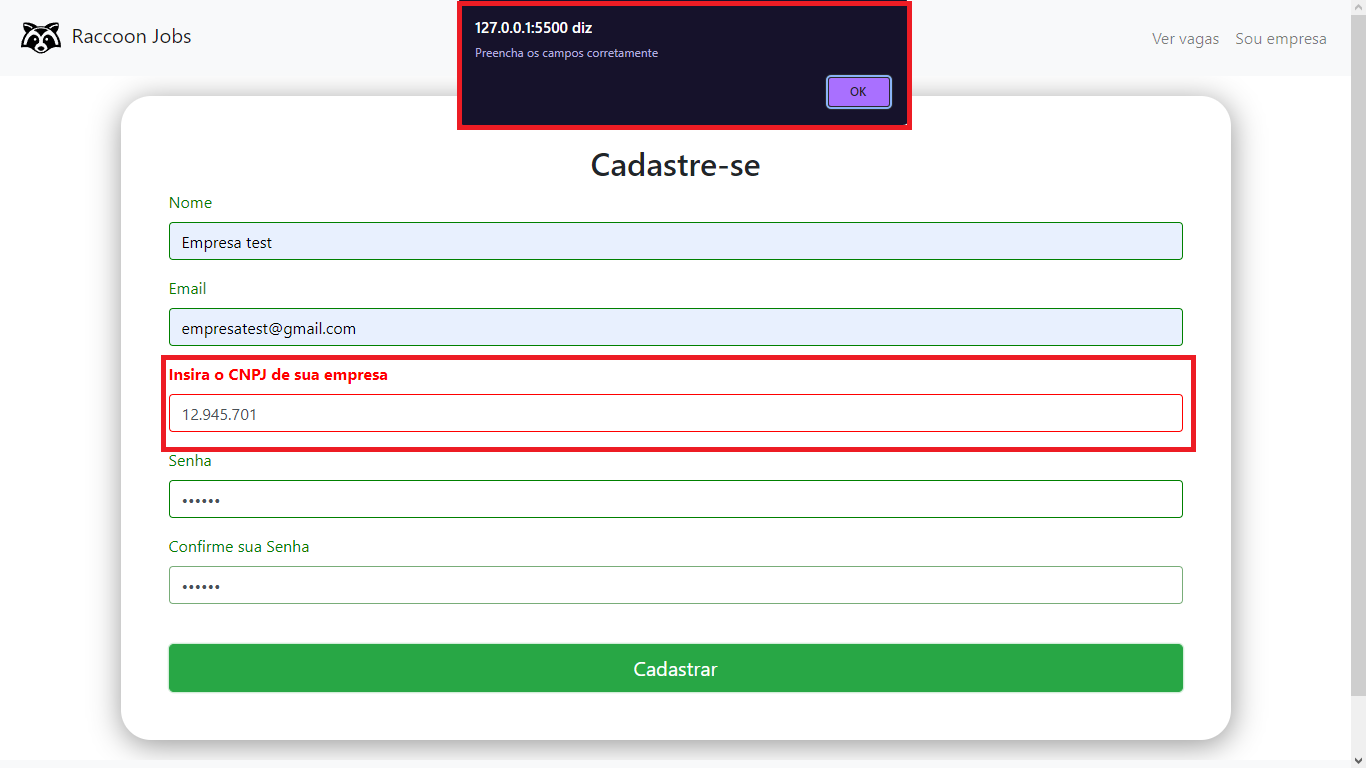 Raccoon Jobs
127.0.0.1:5500 diz
Preencha os campos corretamente
OK
Ver vagas Sou empresa
Cadastre-se
Nome
Empresa test
Email
empresatest@gmail.com
Insira o CNPJ de sua empresa
12.945.701
Senha
••••••
Confirme sua Senha
••••••
Cadastrar